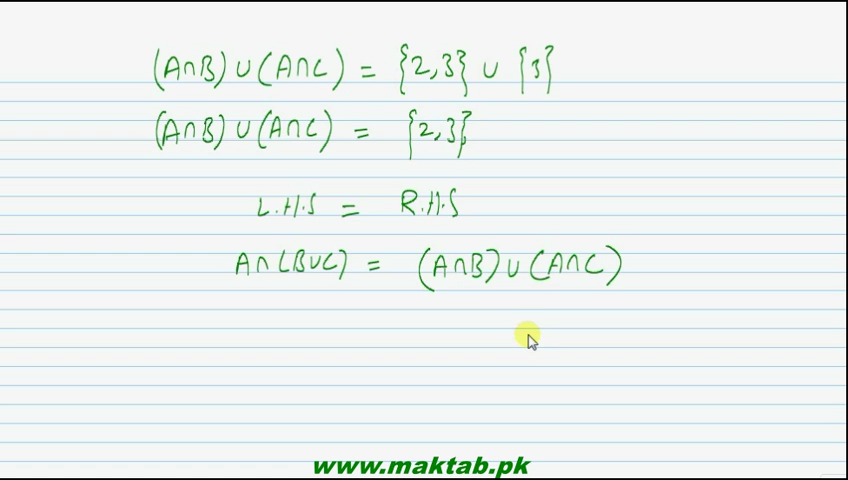 (A∩B) ∪ (A∩C) = {2,3} ∪ {3}
(A∩B) ∪ (A∩C) = {2,3}
L.H.S = R.H.S
A∩(B∪C) = (A∩B) ∪ (A∩C)
www.maktab.pk